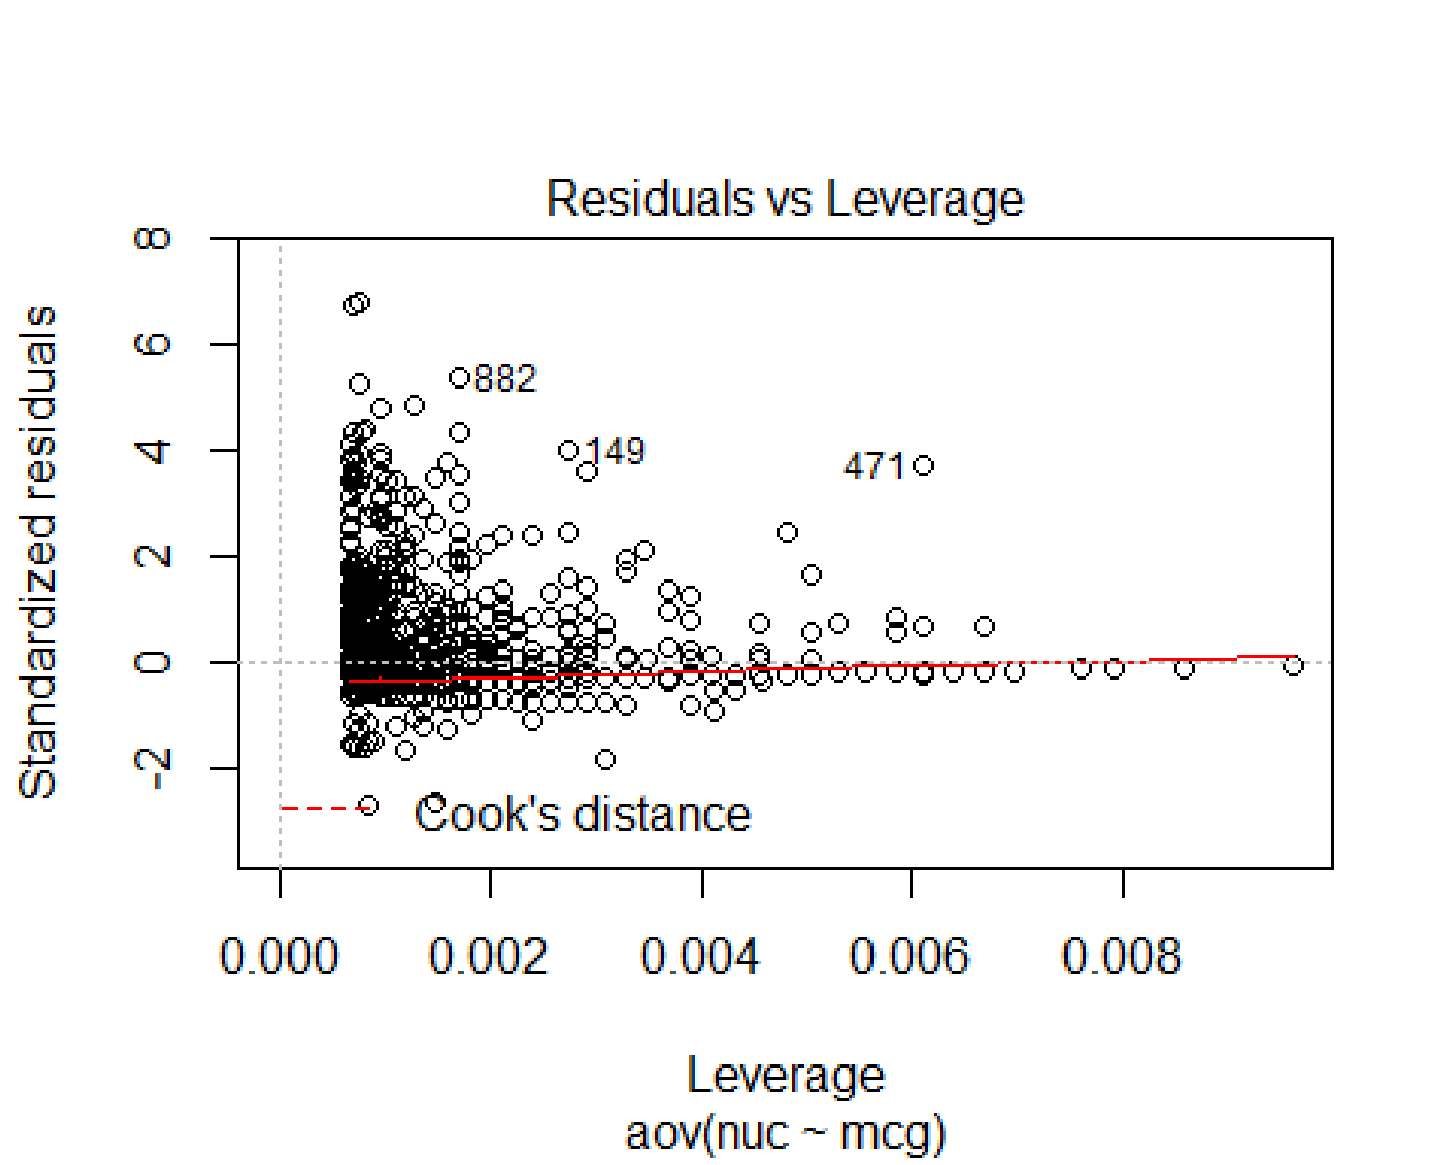 Residuals vs Leverage
Standardized residuals
8
6
4
2
0
-2
882
149
471
Cook's distance
0.000 0.002 0.004 0.006 0.008
Leverage
aov(nuc ~ mcg)